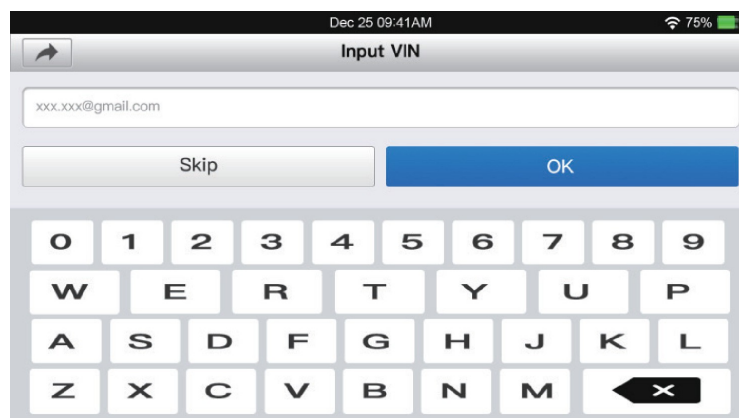 Dec 25 09:41AM 75%
Input VIN
xxx.xxx@gmail.com
Skip OK
0 1 2 3 4 5 6 7 8 9
W E R T Y U P
A S D F G H J K L
Z X C V B N M